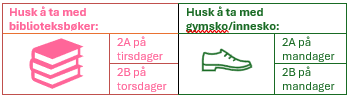 Husk å ta med
biblioteksbøker:
2A på
tirsdager
2B på
torsdager
Husk å ta med
gymsko/innesko:
2A på
mandager
2B på
mandager